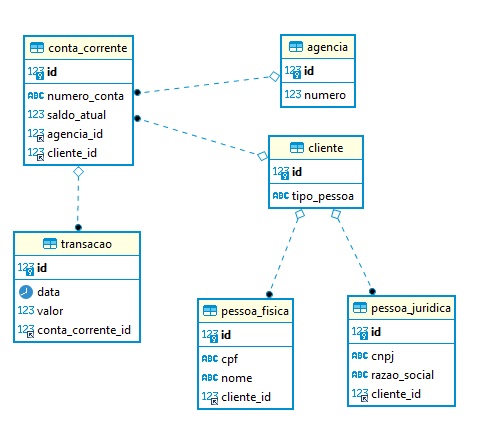 conta_corrente
123 id
ABC numero_conta
123 saldo_atual
123 agencia_id
123 cliente_id
agencia
123 id
123 numero
cliente
123 id
ABC tipo_pessoa
transacao
123 id
data
123 valor
123 conta_corrente_id
pessoa_fisica
123 id
ABC cpf
ABC nome
123 cliente_id
pessoa_juridica
123 id
ABC cnpj
ABC razao_social
123 cliente_id